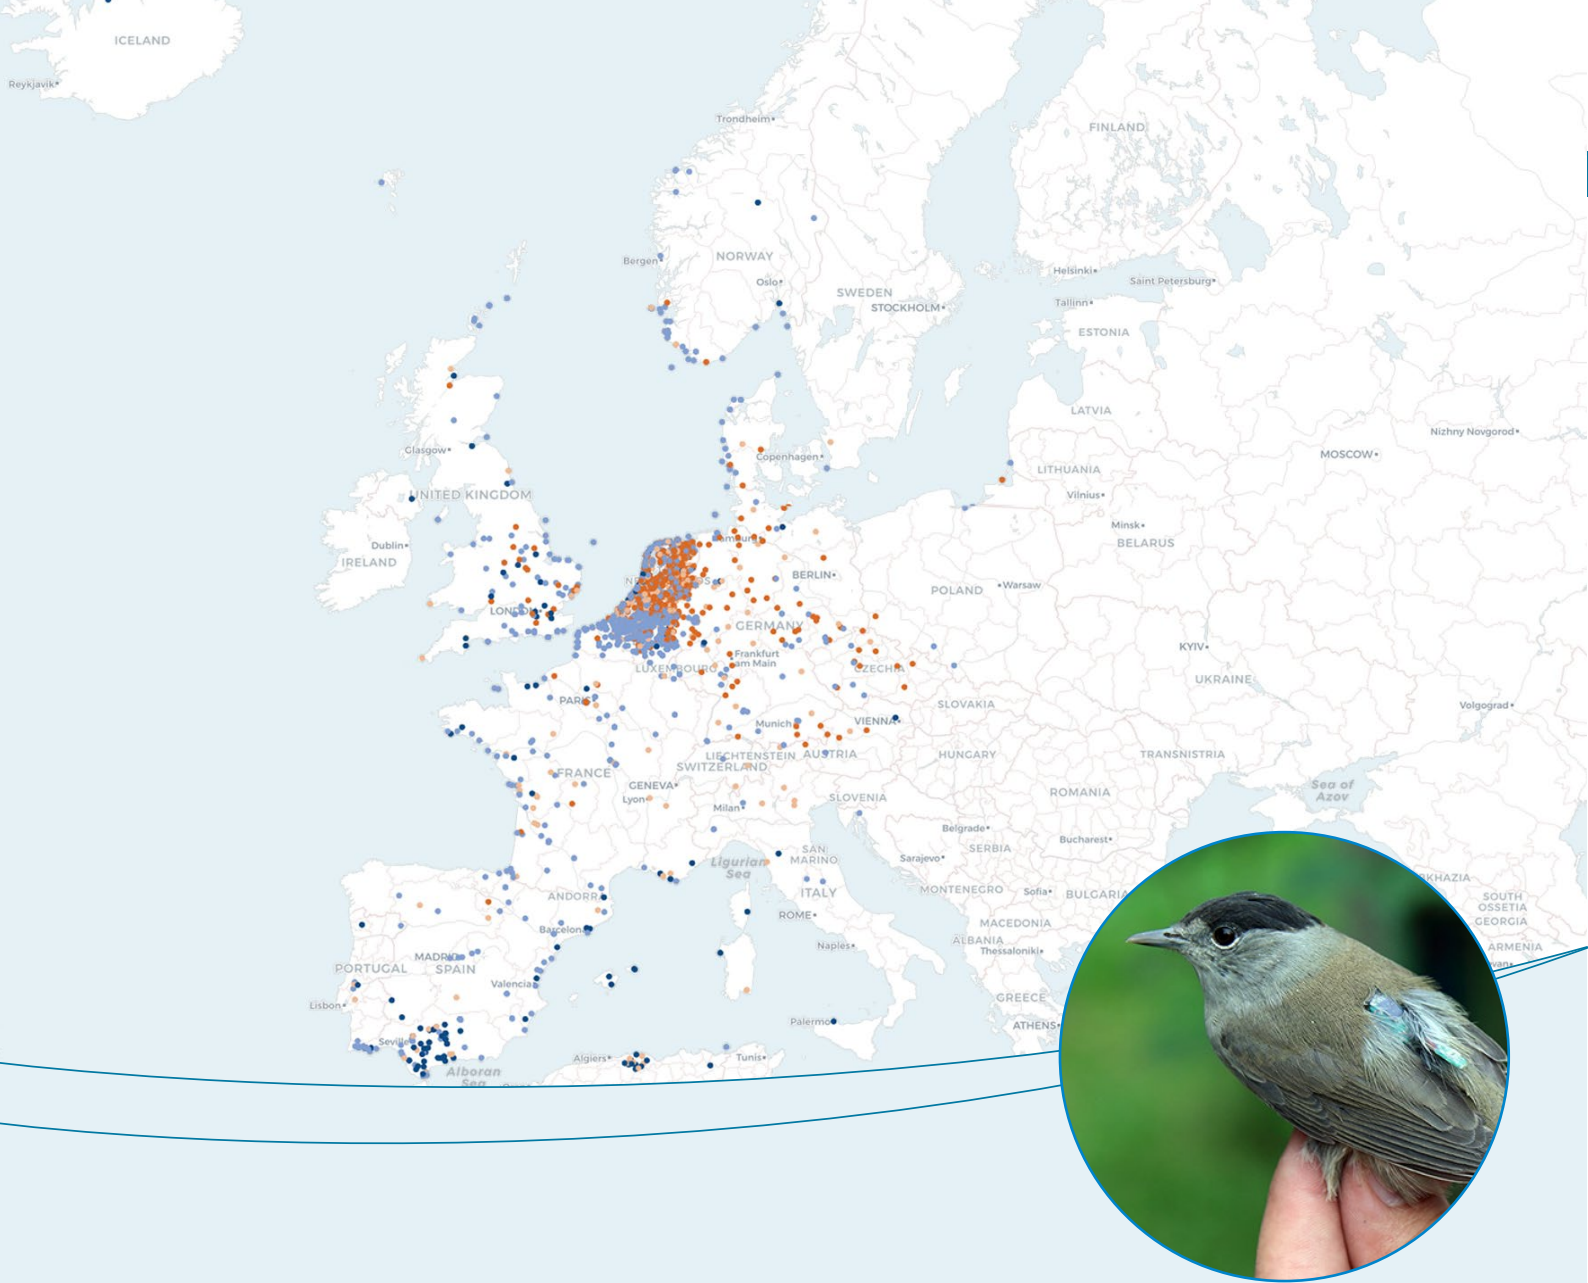 ICELAND
Reykjavik
Trondheim
FINLAND
NORWAY
Bergen
Oslo
Helsinki
Saint Petersburg
SWEDEN
STOCKHOLM
Tallinn
ESTONIA
LATVIA
Nizhny Novgorod
MOSCOW
Glasgow
Copenhagen
LITHUANIA
UNITED KINGDOM
Vilnius
Minsk
BELARUS
Dublin
IRELAND
BERLIN
POLAND
Warsaw
LONDON
GERMANY
KYIV
Frankfurt
am Main
LUXEMBOURG
CZECHIA
UKRAINE
PARIS
SLOVAKIA
Volgograd
Munich
VIENNA
LIECHTENSTEIN
AUSTRIA
HUNGARY
TRANSNISTRIA
SWITZERLAND
FRANCE
GENEVA
Lyon
Milan
SLOVENIA
ROMANIA
Sea of
Azov
Belgrade
Bucharest
SERBIA
SAN
MARINO
Sarajevo
Ligurian
Sea
ITALY
MONTENEGRO
Sofia
BULGARIA
KHAZIA
SOUTH
OSSETIA
GEORGIA
ANDORRA
ROME
Barcelona
MACEDONIA
ALBANIA
Thessaloniki
ARMENIA
Naples
MADRID
PORTUGAL
SPAIN
Valencia
GREECE
Lisbon
Palermo
ATHENS
Seville
Algiers
Tunis
Alboran
Sea